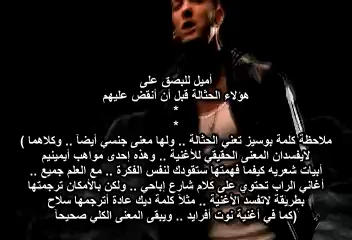 أميل للبصق على
هؤلاء الحثالة قبل أن أنقض عليهم
*
*
ملاحظة كلمة بوسيز تعني الحثالة .. ولها معنى جنسي أيضاً .. وكلاهما )
لايفسدان المعنى الحقيقي للأغنية .. وهذه إحدى مواهب أيمينيم
أبيات شعريه كيفما فهمتها ستقودك لنفس الفكرة .. مع العلم جميع ..
أغاني الراب تحتوي على كلام شارع إباحي .. ولكن بالأمكان ترجمتها
بطريقة لاتفسد الأغنية .. مثلاً كلمة ديك عادة أترجمها سلاح
(كما في أغنية نوت أفرايد .. ويبقى المعنى الكلي صحيحاً